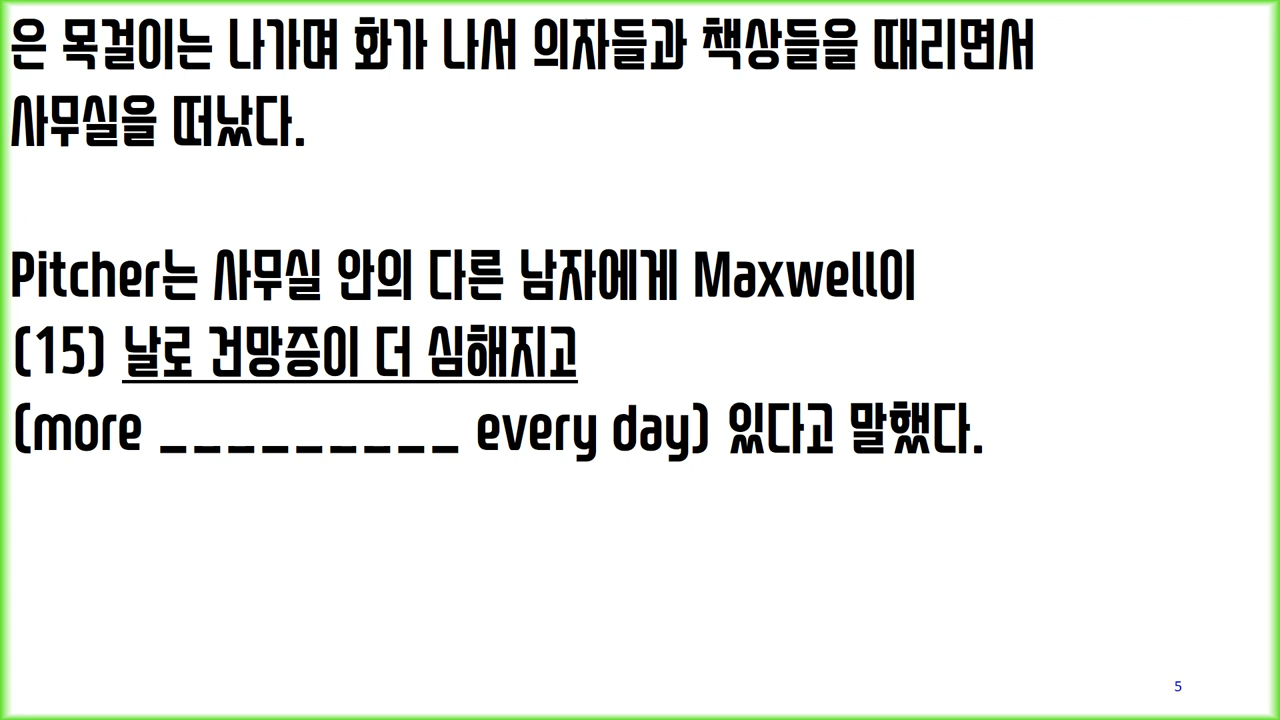 은 목걸이는 나가며 화가 나서 의자들과 책상들을 때리면서
사무실을 떠났다.
Pitcher는 사무실 안의 다른 남자에게 Maxwell이
(15) 날로 건망증이 더 심해지고
(more _ _ _ _ _ _ _ _ _ every day) 있다고 말했다.
5